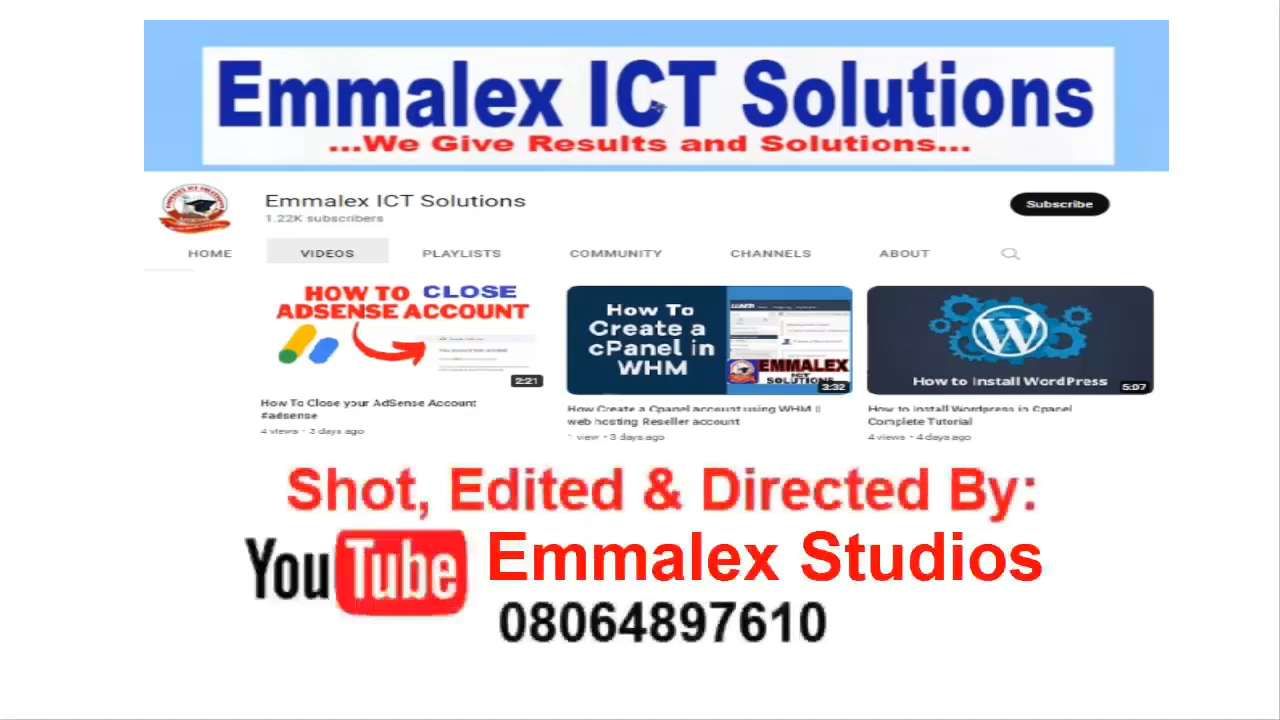 Emmalex ICT Solutions
...We Give Results and Solutions...
Emmalex ICT Solutions
1.22K subscribers
Subscribe
HOME VIDEOS PLAYLISTS COMMUNITY CHANNELS ABOUT
HOW TO CLOSE
ADSENSE ACCOUNT
2:21
How To Close your AdSense Account
#adsense
4 views • 3 days ago
How To
Create a
cPanel in
WHM
EMMALEX
ICT
SOLUTIONS
3:32
How Create a Cpanel account using WHM ||
web hosting Reseller account
1 view • 3 days ago
How to Install WordPress
5:07
How to Install Wordpress in Cpanel
Complete Tutorial
4 views • 4 days ago
Shot, Edited & Directed By:
YouTube Emmalex Studios
08064897610